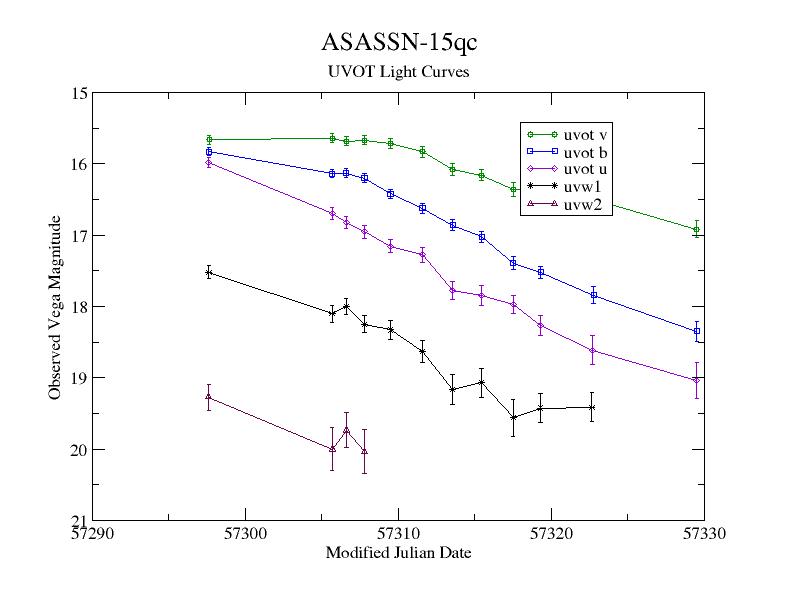 ASASSN-15qc
UVOT Light Curves
15
16
17
18
19
20
21
Observed Vega Magnitude
uvot v
uvot b
uvot u
uvw1
uvw2
57290
57300
57310
57320
57330
Modified Julian Date